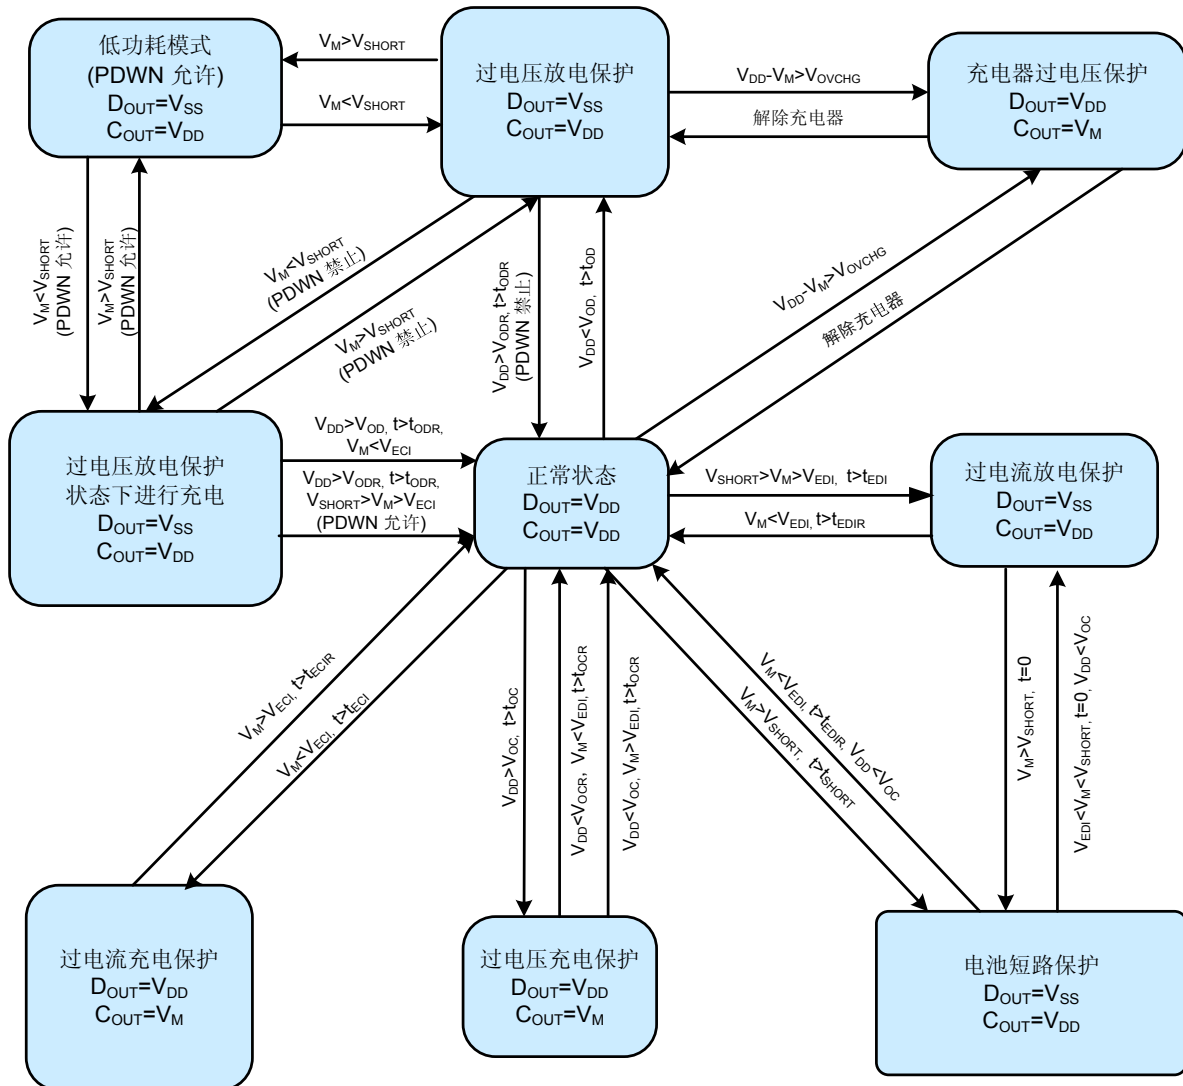 低功耗模式
(PDWN 允许)
DOUT=VSS
COUT=VDD
VM>VSHORT
VM<VSHORT
过电压放电保护
DOUT=VSS
COUT=VDD
VDD-VM>VOVCHG
解除充电器
充电器过电压保护
DOUT=VDD
COUT=VM
VM<VSHORT
(PDWN 允许)
VM>VSHORT
(PDWN 允许)
VM<VSHORT
(PDWN 禁止)
VM>VSHORT
(PDWN 禁止)
VDD>VODR, t>tODR
(PDWN 禁止)
VDD<VOD, t>tOD
VDD-VM>VOVCHG
解除充电器
过电压放电保护
状态下进行充电
DOUT=VSS
COUT=VDD
VDD>VOD, t>tODR,
VM<VECI
VDD>VODR, t>tODR,
VSHORT>VM>VECI
(PDWN 允许)
正常状态
DOUT=VDD
COUT=VDD
VSHORT>VM>VEDI, t>tEDI
VM<VEDI, t>tEDIR
过电流放电保护
DOUT=VSS
COUT=VDD
VM>VECI, t>tECIR
VM<VECI, t>tECI
VDD>VOC, t>tOC
VDD<VOCR, VM<VEDI, t>tOCR
VDD<VOC, VM>VEDI, t>tOCR
VM<VEDI, t>tEDIR, VDD<VOC
VM>VSHORT, t>tSHORT
VM>VSHORT, t=0
VEDI<VM<VSHORT, t=0, VDD<VOC
过电流充电保护
DOUT=VDD
COUT=VM
过电压充电保护
DOUT=VDD
COUT=VM
电池短路保护
DOUT=VSS
COUT=VDD